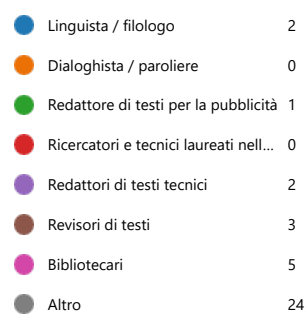 Linguista / filologo 2
Dialoghista / paroliere 0
Redattore di testi per la pubblicità 1
Ricercatori e tecnici laureati nell... 0
Redattori di testi tecnici 2
Revisori di testi 3
Bibliotecari 5
Altro 24